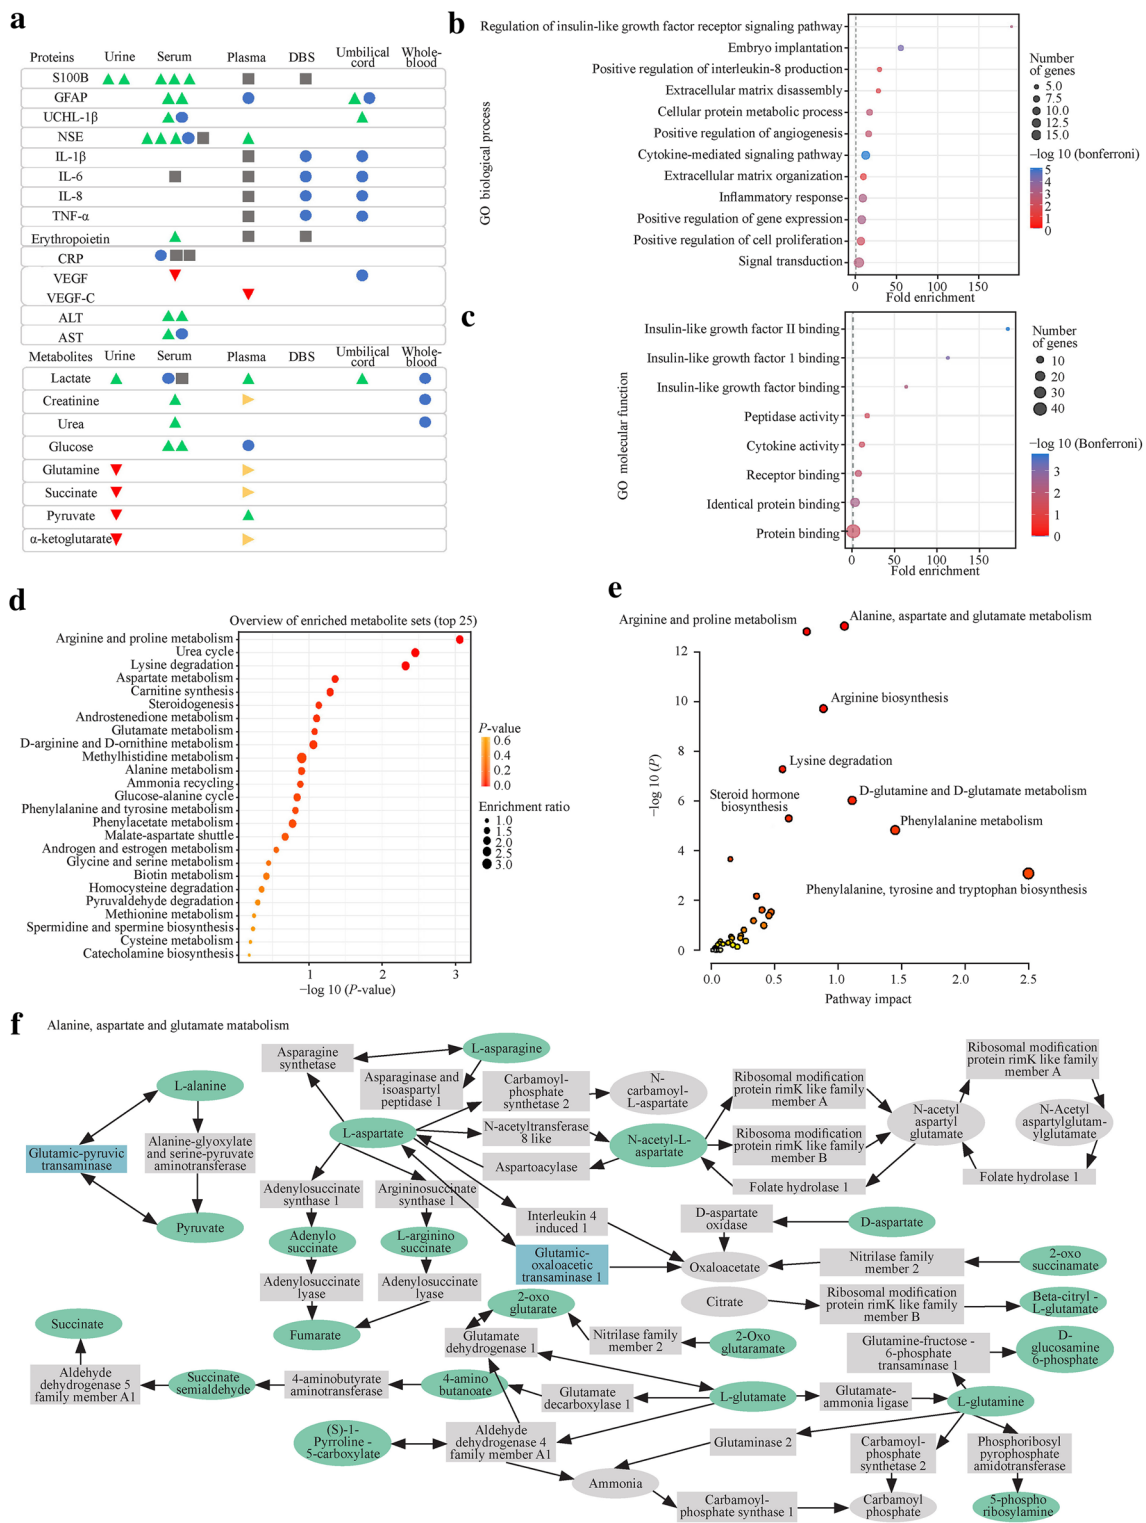 a
Proteins Urine Serum Plasma DBS Umbilical cord Whole-blood
S100B
GFAP
UCHL-1β
NSE
IL-1β
IL-6
IL-8
TNF-α
Erythropoietin
CRP
VEGF
VEGF-C
ALT
AST
Metabolites Urine Serum Plasma DBS Umbilical cord Whole-blood
Lactate
Creatinine
Urea
Glucose
Glutamine
Succinate
Pyruvate
α-ketoglutarate
b
GO biological process
Regulation of insulin-like growth factor receptor signaling pathway
Embryo implantation
Positive regulation of interleukin-8 production
Extracellular matrix disassembly
Cellular protein metabolic process
Positive regulation of angiogenesis
Cytokine-mediated signaling pathway
Extracellular matrix organization
Inflammatory response
Positive regulation of gene expression
Positive regulation of cell proliferation
Signal transduction
0 50 100 150
Fold enrichment
Number
of genes
5.0
7.5
10.0
12.5
15.0
−log 10 (bonferroni)
5
4
3
2
1
0
c
GO molecular function
Insulin-like growth factor II binding
Insulin-like growth factor 1 binding
Insulin-like growth factor binding
Peptidase activity
Cytokine activity
Receptor binding
Identical protein binding
Protein binding
0 50 100 150
Fold enrichment
Number
of genes
10
20
30
40
−log 10 (Bonferroni)
3
2
1
0
d
Overview of enriched metabolite sets (top 25)
Arginine and proline metabolism
Urea cycle
Lysine degradation
Aspartate metabolism
Carnitine synthesis
Steroidogenesis
Androstenedione metabolism
Glutamate metabolism
D-arginine and D-ornithine metabolism
Methylhistidine metabolism
Alanine metabolism
Ammonia recycling
Glucose-alanine cycle
Phenylalanine and tyrosine metabolism
Phenylacetate metabolism
Malate-aspartate shuttle
Androgen and estrogen metabolism
Glycine and serine metabolism
Biotin metabolism
Homocysteine degradation
Pyruvaldehyde degradation
Methionine metabolism
Spermidine and spermine biosynthesis
Cysteine metabolism
Catecholamine biosynthesis
1 2 3
−log 10 (P-value)
P-value
0.6
0.4
0.2
0.0
Enrichment ratio
1.0
1.5
2.0
2.5
3.0
e
Arginine and proline metabolism
Alanine, aspartate and glutamate metabolism
Arginine biosynthesis
Lysine degradation
Steroid hormone
biosynthesis
D-glutamine and D-glutamate metabolism
Phenylalanine metabolism
Phenylalanine, tyrosine and tryptophan biosynthesis
−log 10 (P)
12
10
8
6
4
2
0
0.0 0.5 1.0 1.5 2.0 2.5
Pathway impact
f
Alanine, aspartate and glutamate matabolism
L-alanine
Glutamic-pyruvic
transaminase
Alanine-glyoxylate
and serine-pyruvate
aminotransferase
Pyruvate
Asparagine
synthetase
L-asparagine
Asparaginase and
isoaspartyl
peptidase 1
Carbamoyl-
phosphate
synthetase 2
N-
carbamoyl-
L-aspartate
L-aspartate
N-acetyltransferase
8 like
Aspartoacylase
N-acetyl-L-
aspartate
Ribosomal modification
protein rimK like family
member A
Ribosoma modification
protein rimK like family
member B
Folate hydrolase 1
N-acetyl
aspartyl
glutamate
Ribosomal modification
protein rimK like family
member A
N-Acetyl
aspartylglutam-
ylglutamate
Folate hydrolase 1
Adenylosuccinate
synthase 1
Argininosuccinate
synthase 1
Adenylo
succinate
L-arginino
succinate
Adenylosuccinate
lyase
Adenylosuccinate
lyase
Fumarate
Interleukin 4
induced 1
Glutamic-
oxaloacetic
transaminase 1
D-aspartate
oxidase
D-aspartate
Oxaloacetate
Nitrilase family
member 2
2-oxo
succinamate
Citrate
Ribosomal modification
protein rimK like family
member B
Beta-citryl -
L-glutamate
2-oxo
glutarate
Glutamate
dehydrogenase 1
Nitrilase family
member 2
2-Oxo
glutaramate
Glutamine-fructose -
6-phosphate
transaminase 1
D-
glucosamine
6-phosphate
Succinate
Aldehyde
dehydrogenase 5
family member A1
Succinate
semialdehyde
4-aminobutyrate
aminotransferase
4-amino
butanoate
Glutamate
decarboxylase 1
L-glutamate
Glutamate-
ammonia ligase
L-glutamine
(S)-1-
Pyrroline -
5-carboxylate
Aldehyde
dehydrogenase 4
family member A1
Glutaminase 2
Carbamoyl-
phosphate
synthetase 2
Phosphoribosyl
pyrophosphate
amidotransferase
Ammonia
Carbamoyl-
phosphate synthase 1
Carbamoyl
phosphate
5-phospho
ribosylamine